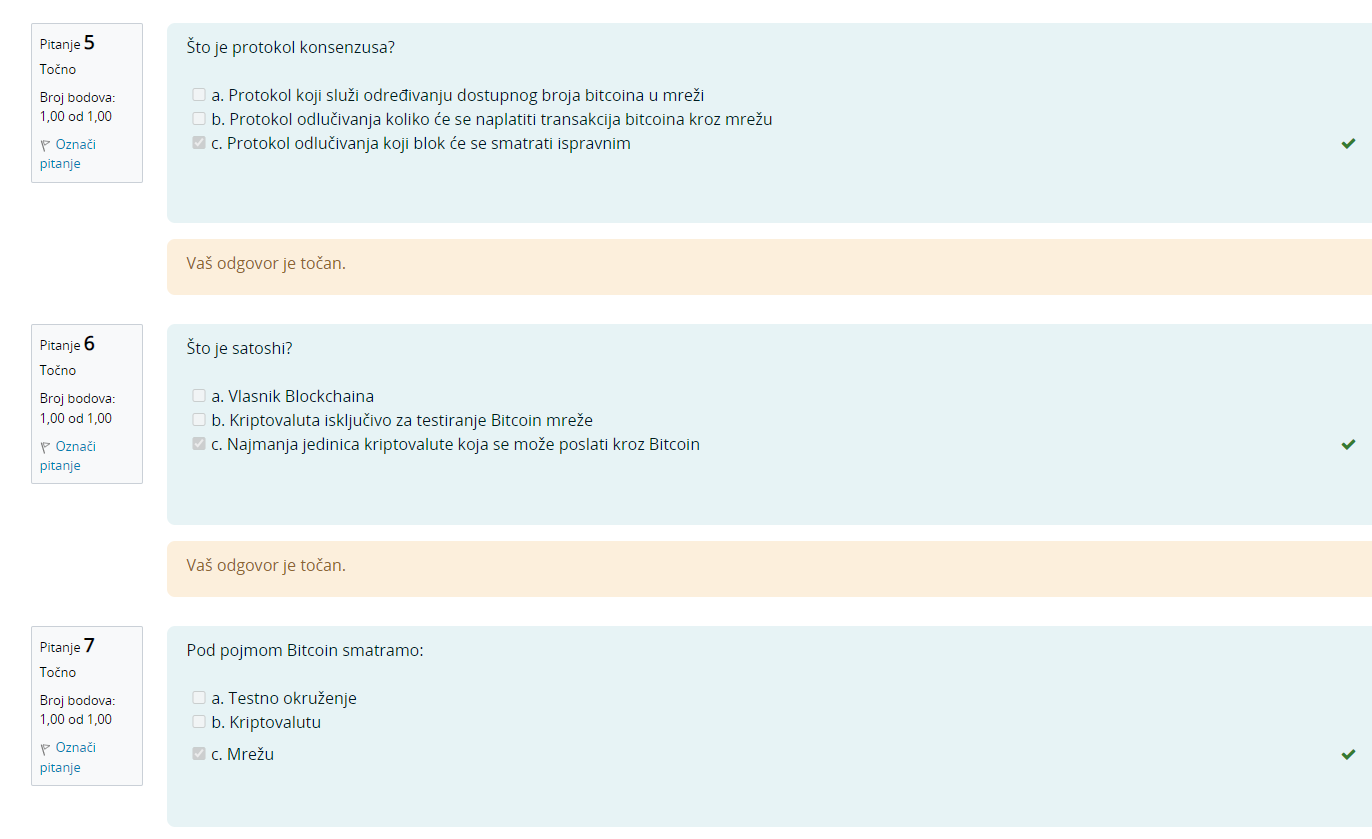 Pitanje 5
Točno
Broj bodova:
1,00 od 1,00
Označi
pitanje
Što je protokol konsenzusa?
a. Protokol koji služi određivanju dostupnog broja bitcoina u mreži
b. Protokol odlučivanja koliko će se naplatiti transakcija bitcoina kroz mrežu
c. Protokol odlučivanja koji blok će se smatrati ispravnim
Vaš odgovor je točan.
Pitanje 6
Točno
Broj bodova:
1,00 od 1,00
Označi
pitanje
Što je satoshi?
a. Vlasnik Blockchaina
b. Kriptovaluta isključivo za testiranje Bitcoin mreže
c. Najmanja jedinica kriptovalute koja se može poslati kroz Bitcoin
Vaš odgovor je točan.
Pitanje 7
Točno
Broj bodova:
1,00 od 1,00
Označi
pitanje
Pod pojmom Bitcoin smatramo:
a. Testno okruženje
b. Kriptovalutu
c. Mrežu